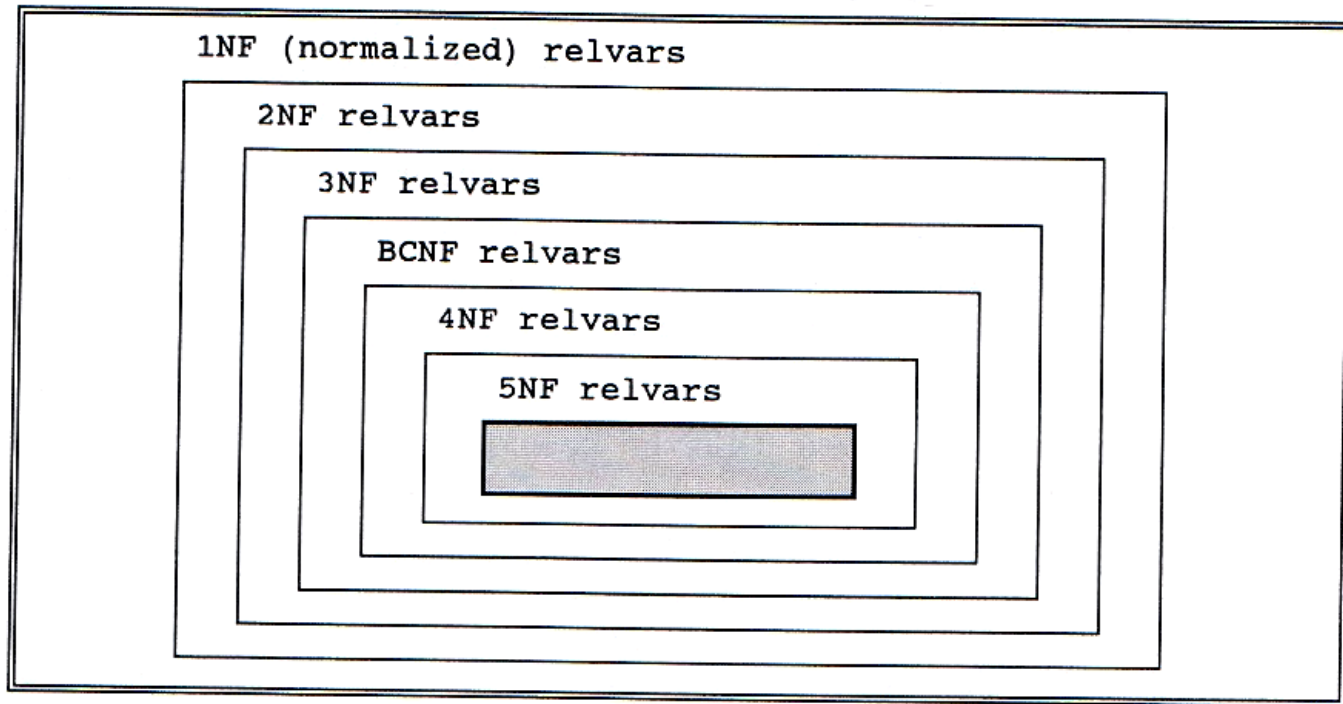 1NF (normalized) relvars
2NF relvars
3NF relvars
BCNF relvars
4NF relvars
5NF relvars